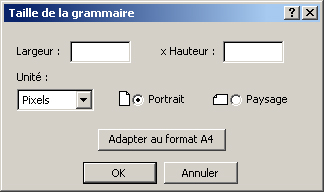 Taille de la grammaire
Largeur : x Hauteur :
Unité :
Pixels Portrait Paysage
Adapter au format A4
OK Annuler